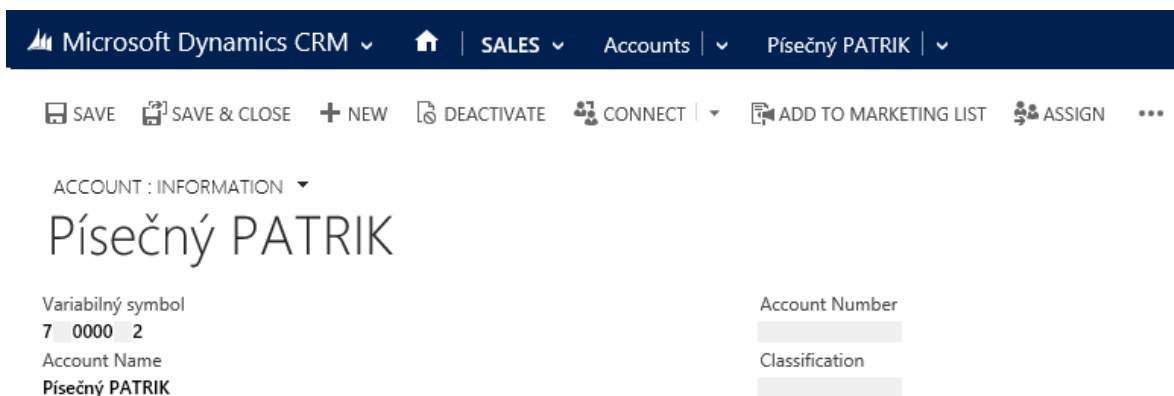 Microsoft Dynamics CRM SALES Accounts Písečný PATRIK
SAVE SAVE & CLOSE NEW DEACTIVATE CONNECT ADD TO MARKETING LIST ASSIGN •••
ACCOUNT : INFORMATION
Písečný PATRIK
Variabilný symbol Account Number
7 0000 2
Account Name Classification
Písečný PATRIK